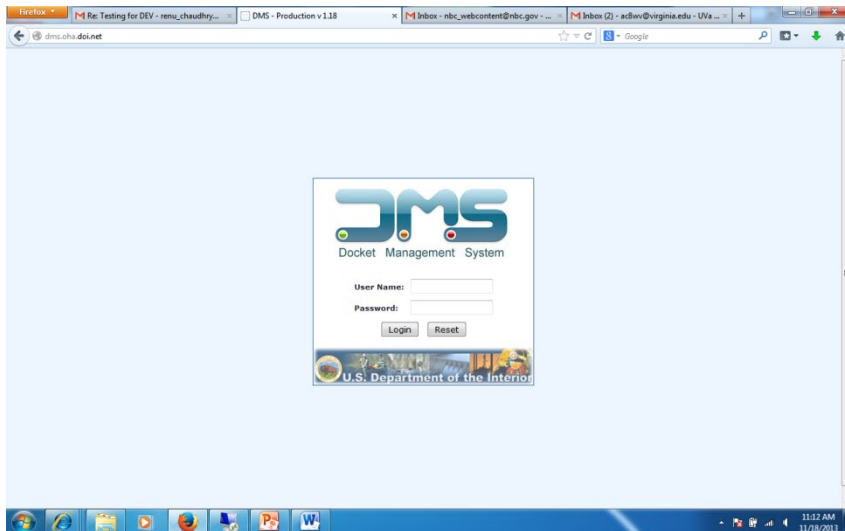 Firefox
Re: Testing for DEV - renu_chaudhry...
DMS - Production v 1.18
Inbox - nbc_webcontent@nbc.gov - ...
Inbox (2) - ac8wv@virginia.edu - UVa ...
dms.oha.doi.net
Google
DMS
Docket Management System
User Name:
Password:
Login Reset
U.S. Department of the Interior
11:12 AM
11/18/2013